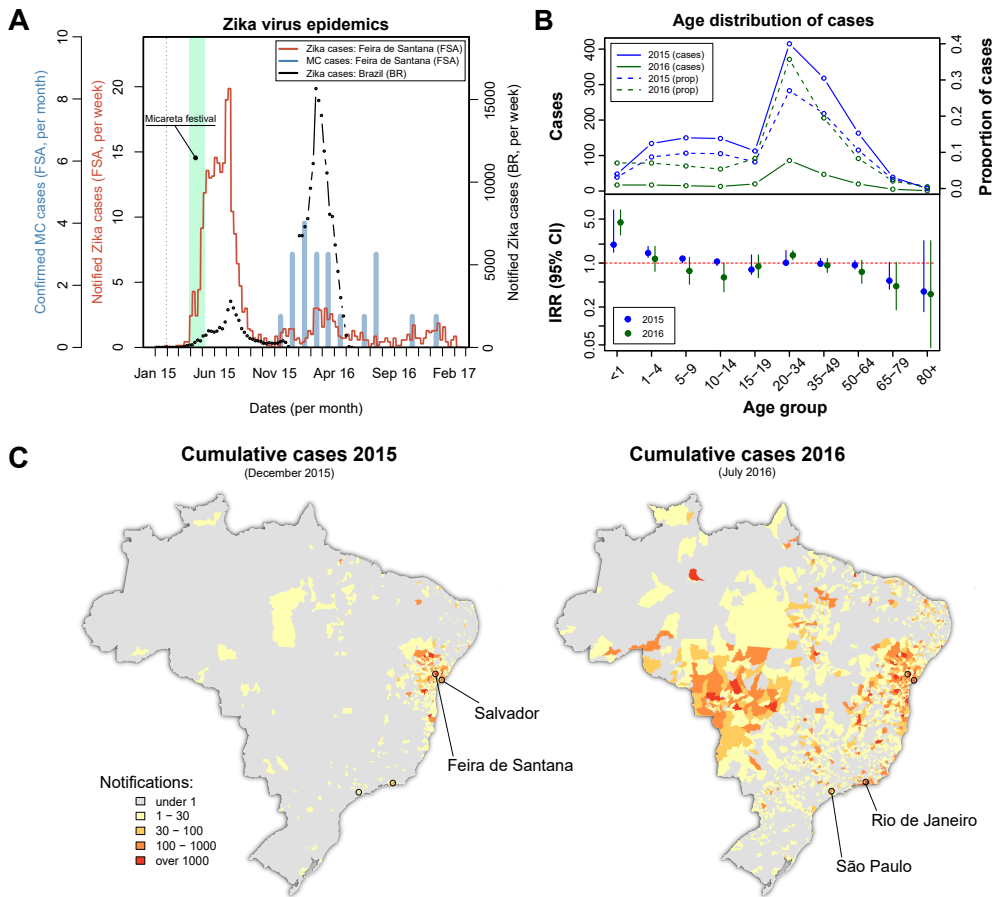 A
Zika virus epidemics
Zika cases: Feira de Santana (FSA)
MC cases: Feira de Santana (FSA)
Zika cases: Brazil (BR)
Micareta festival
Confirmed MC cases (FSA, per month)
0
2
4
6
8
10
Notified Zika cases (FSA, per week)
0
5
10
15
20
Notified Zika cases (BR, per week)
0
5000
10000
15000
Jan 15
Jun 15
Nov 15
Apr 16
Sep 16
Feb 17
Dates (per month)
B
Age distribution of cases
2015 (cases)
2016 (cases)
2015 (prop)
2016 (prop)
Cases
0
100
200
300
400
Proportion of cases
0.0
0.1
0.2
0.3
0.4
IRR (95% CI)
5.0
1.0
0.2
0.05
2015
2016
<1
1−4
5−9
10−14
15−19
20−34
35−49
50−64
65−79
80+
Age group
C
Cumulative cases 2015
(December 2015)
Salvador
Feira de Santana
Notifications:
under 1
1 − 30
30 − 100
100 − 1000
over 1000
Cumulative cases 2016
(July 2016)
Rio de Janeiro
São Paulo